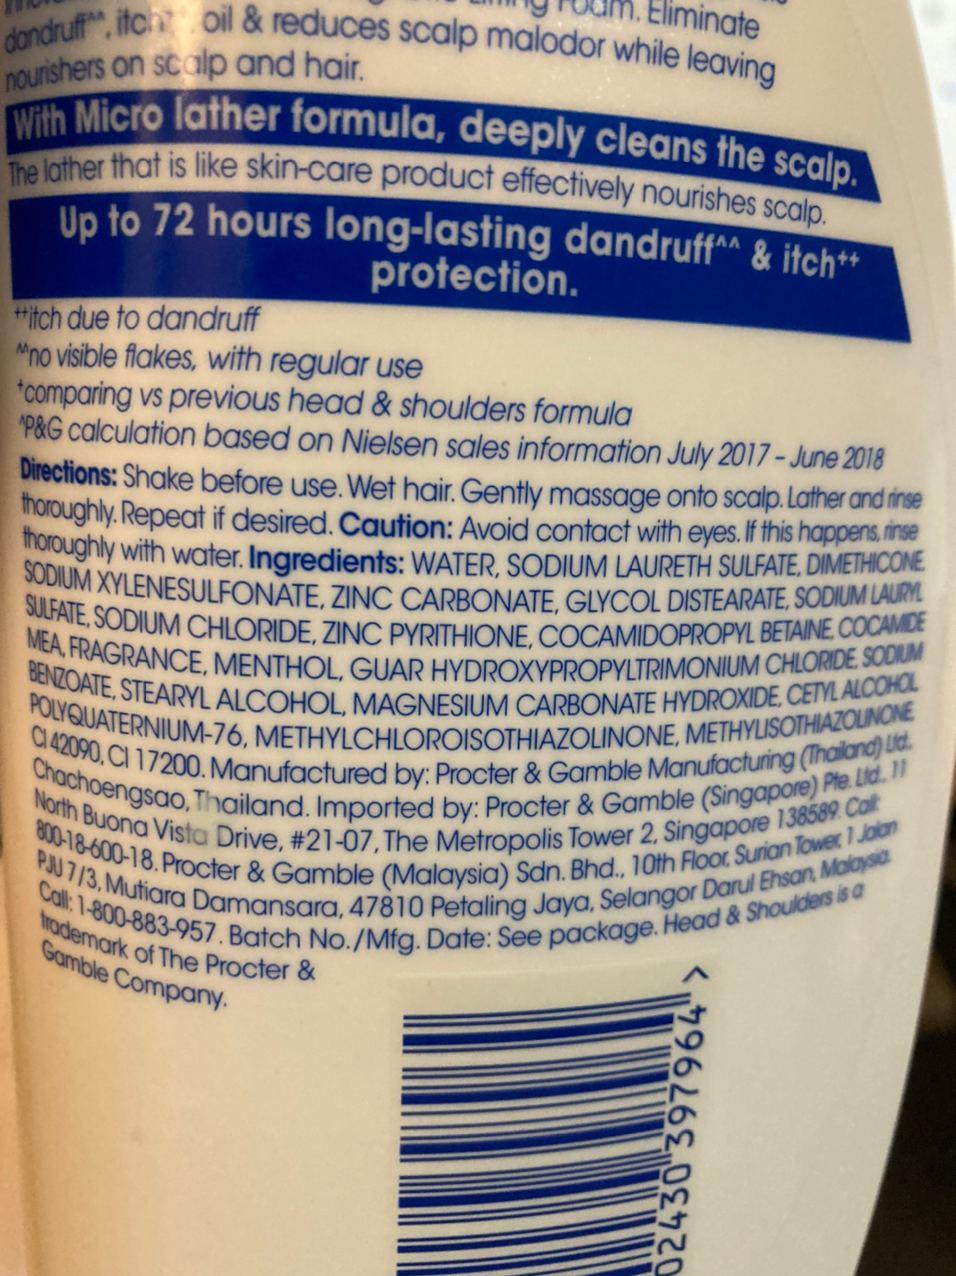 Foam. Eliminate
dandruff^^, itch oil & reduces scalp malodor while leaving
nourishers on scalp and hair.
With Micro lather formula, deeply cleans the scalp.
The lather that is like skin-care product effectively nourishes scalp.
Up to 72 hours long-lasting dandruff^^ & itch++
protection.
++itch due to dandruff
^^no visible flakes, with regular use
+comparing vs previous head & shoulders formula
^P&G calculation based on Nielsen sales information July 2017 - June 2018
Directions: Shake before use. Wet hair. Gently massage onto scalp. Lather and rinse
thoroughly. Repeat if desired. Caution: Avoid contact with eyes. If this happens, rinse
thoroughly with water. Ingredients: WATER, SODIUM LAURETH SULFATE, DIMETHICONE,
SODIUM XYLENESULFONATE, ZINC CARBONATE, GLYCOL DISTEARATE, SODIUM LAURYL
SULFATE, SODIUM CHLORIDE, ZINC PYRITHIONE, COCAMIDOPROPYL BETAINE, COCAMIDE
MEA, FRAGRANCE, MENTHOL, GUAR HYDROXYPROPYLTRIMONIUM CHLORIDE, SODIUM
BENZOATE, STEARYL ALCOHOL, MAGNESIUM CARBONATE HYDROXIDE, CETYL ALCOHOL,
POLYQUATERNIUM-76, METHYLCHLOROISOTHIAZOLINONE, METHYLISOTHIAZOLINONE,
CI 42090, CI 17200. Manufactured by: Procter & Gamble Manufacturing (Thailand) Ltd.
Chachoengsao, Thailand. Imported by: Procter & Gamble (Singapore) Pte. Ltd., 11
North Buona Vista Drive, #21-07, The Metropolis Tower 2, Singapore 138589. Call:
800-18-600-18. Procter & Gamble (Malaysia) Sdn. Bhd., 10th Floor, Surian Tower, 1 Jalan
PJU 7/3, Mutiara Damansara, 47810 Petaling Jaya, Selangor Darul Ehsan, Malaysia.
Call: 1-800-883-957. Batch No./Mfg. Date: See package. Head & Shoulders is a
trademark of The Procter &
Gamble Company.
02430 397964 >